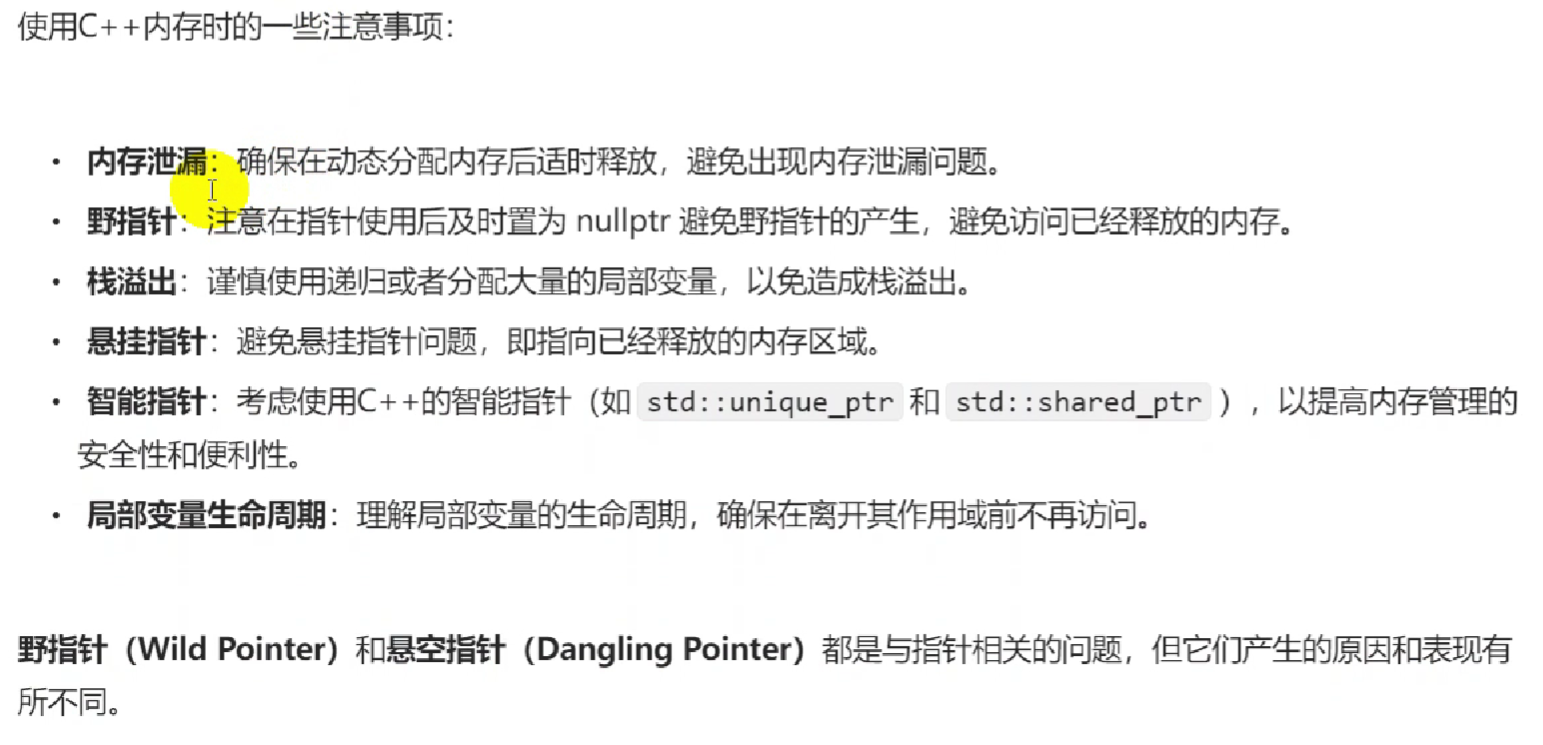 使用C++内存时的一些注意事项：
• 内存泄漏：确保在动态分配内存后适时释放，避免出现内存泄漏问题。
• 野指针：注意在指针使用后及时置为 nullptr 避免野指针的产生，避免访问已经释放的内存。
• 栈溢出：谨慎使用递归或者分配大量的局部变量，以免造成栈溢出。
• 悬挂指针：避免悬挂指针问题，即指向已经释放的内存区域。
• 智能指针：考虑使用C++的智能指针（如 std::unique_ptr 和 std::shared_ptr ），以提高内存管理的
安全性和便利性。
• 局部变量生命周期：理解局部变量的生命周期，确保在离开其作用域前不再访问。
野指针（Wild Pointer）和悬空指针（Dangling Pointer）都是与指针相关的问题，但它们产生的原因和表现有
所不同。